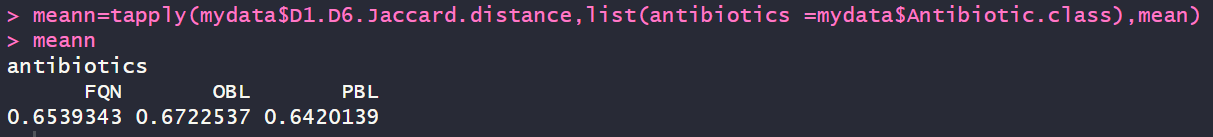 > meann=tapply(mydata$D1.D6.Jaccard.distance,list(antibiotics =mydata$Antibiotic.class),mean)
> meann
antibiotics
FQN OBL PBL
0.6539343 0.6722537 0.6420139